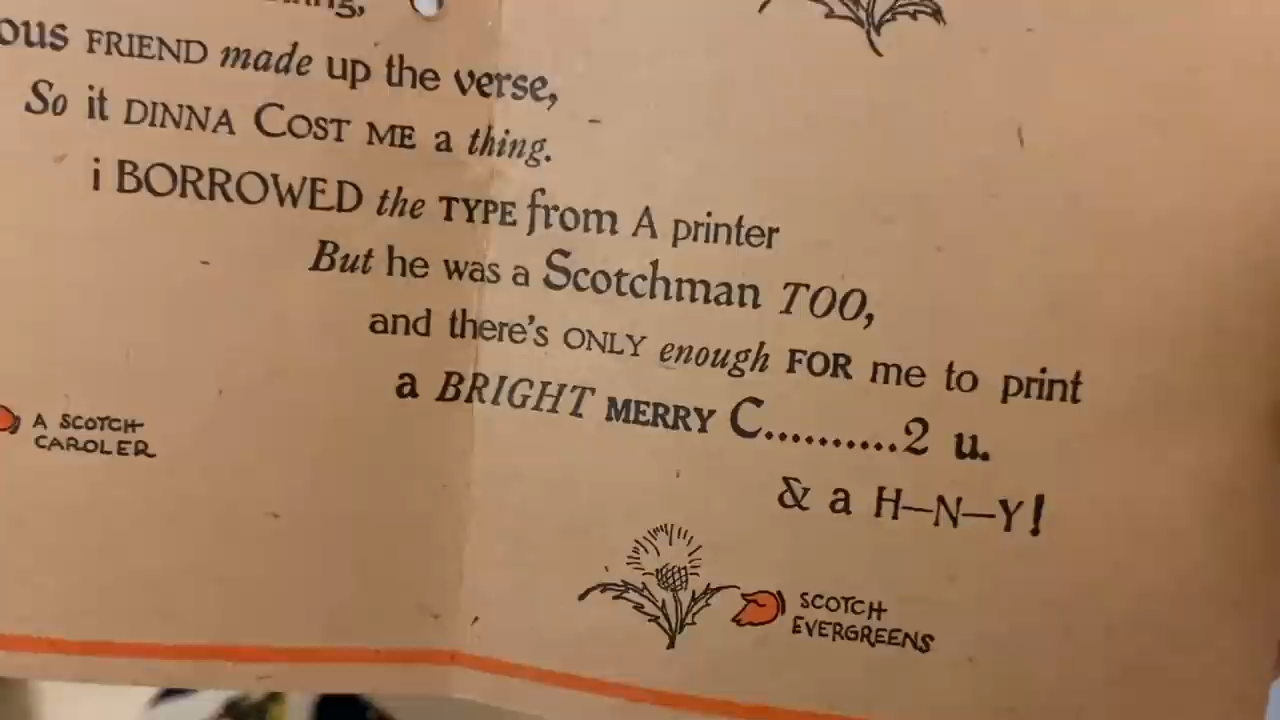 ous FRIEND made up the verse,
So it DINNA COST ME a thing.
i BORROWED the TYPE from A printer
But he was a Scotchman TOO,
and there's ONLY enough FOR me to print
a BRIGHT MERRY C..........2 u.
& a H–N–Y!
A SCOTCH
CAROLER
SCOTCH
EVERGREENS